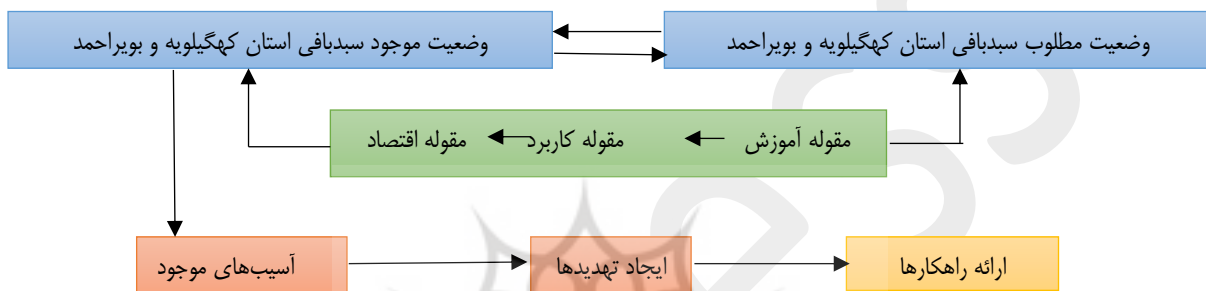 وضعیت مطلوب سبدبافی استان کهگیلویه و بویراحمد
وضعیت موجود سبدبافی استان کهگیلویه و بویراحمد
مقوله آموزش
مقوله کاربرد
مقوله اقتصاد
آسیب‌های موجود
ایجاد تهدیدها
ارائه راهکارها